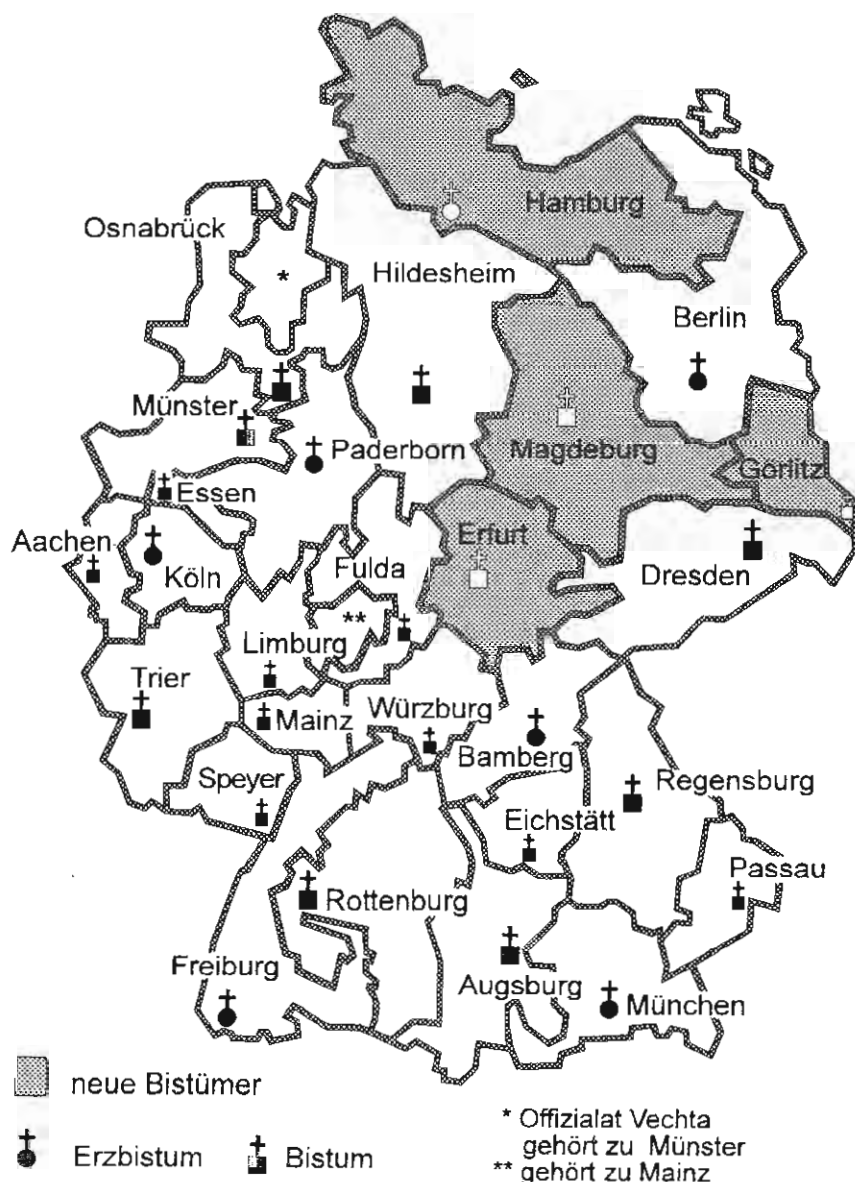 Hamburg
Osnabrück
*
Hildesheim
Berlin
Münster
Paderborn
Magdeburg
Görlitz
Essen
Aachen
Köln
Fulda
Erfurt
Dresden
**
Limburg
Trier
Mainz
Würzburg
Bamberg
Speyer
Regensburg
Eichstätt
Passau
Rottenburg
Freiburg
Augsburg
München
neue Bistümer
Erzbistum
Bistum
* Offizialat Vechta
gehört zu Münster
** gehört zu Mainz